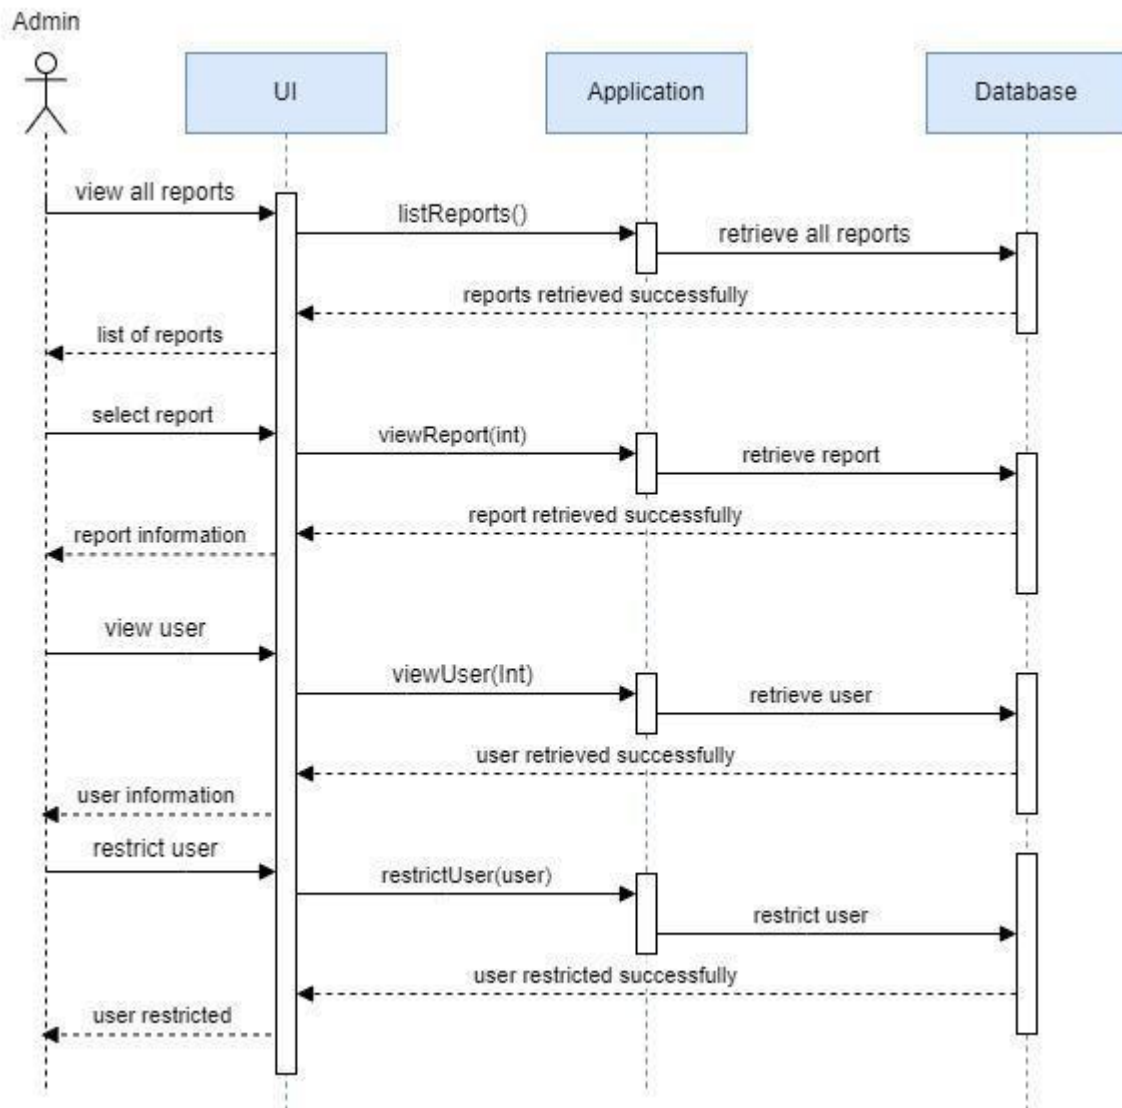 Admin
UI
Application
Database
view all reports
listReports()
retrieve all reports
reports retrieved successfully
list of reports
select report
viewReport(int)
retrieve report
report retrieved successfully
report information
view user
viewUser(Int)
retrieve user
user retrieved successfully
user information
restrict user
restrictUser(user)
restrict user
user restricted successfully
user restricted